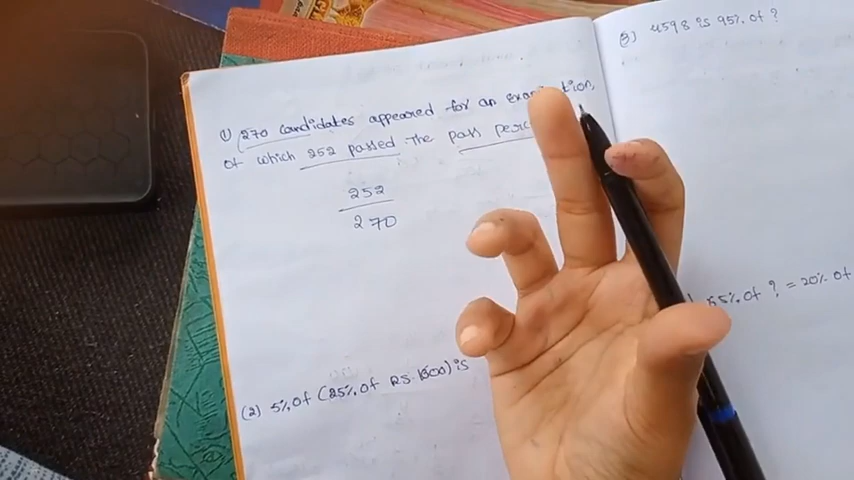 (1) 270 candidates appeared for an
of which 252 passed. The pass
252
270
(2) 5% of (25% of RS. 1600) is
(3) 4598 is 95% of ?
65% of ? = 20% of